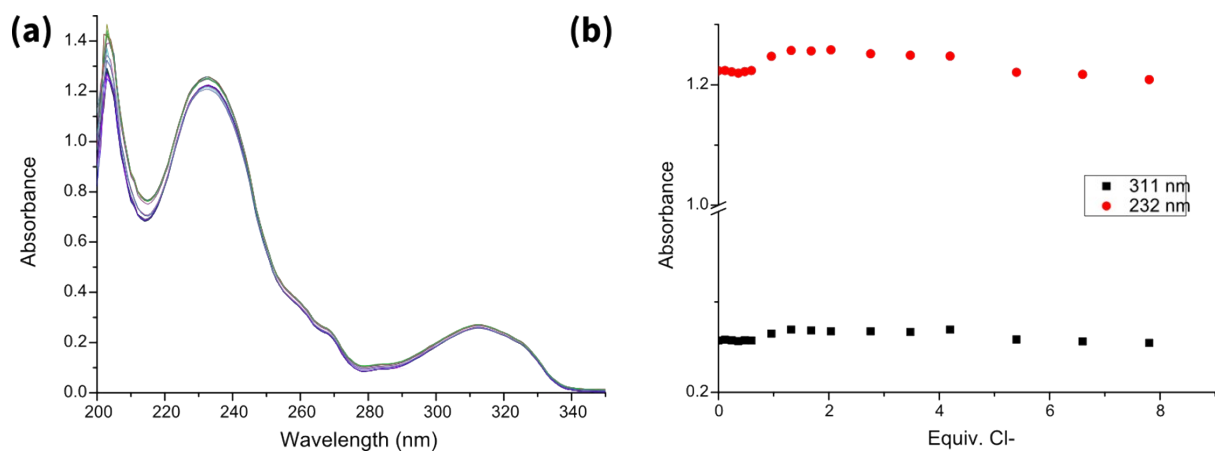 (a)
Absorbance
1.4
1.2
1.0
0.8
0.6
0.4
0.2
0.0
200 220 240 260 280 300 320 340
Wavelength (nm)
(b)
Absorbance
1.2
1.0
0.2
311 nm
232 nm
0 2 4 6 8
Equiv. Cl-